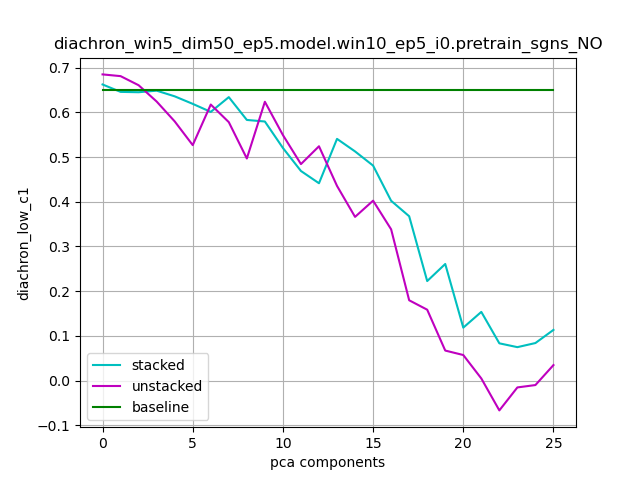 diachron_win5_dim50_ep5.model.win10_ep5_i0.pretrain_sgns_NO
0.7
0.6
0.5
0.4
0.3
0.2
0.1
0.0
−0.1
diachron_low_c1
stacked
unstacked
baseline
0 5 10 15 20 25
pca components